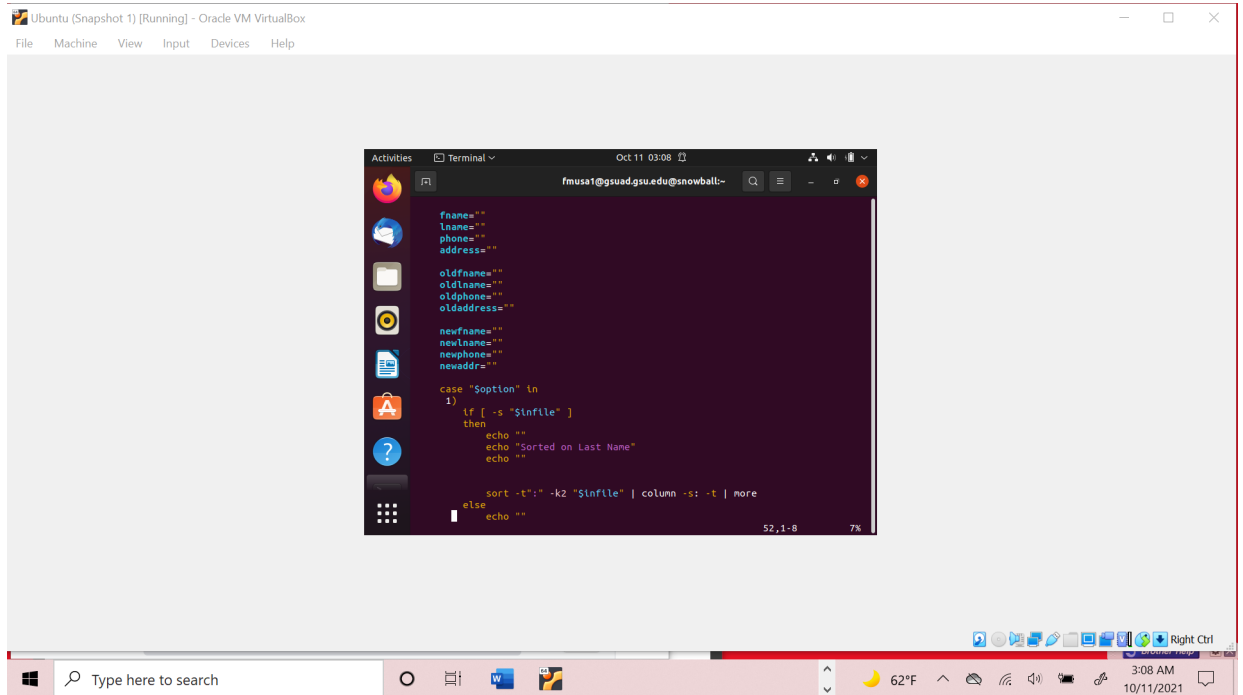 Ubuntu (Snapshot 1) [Running] - Oracle VM VirtualBox
File Machine View Input Devices Help
Activities Terminal Oct 11 03:08
fmusa1@gsuad.gsu.edu@snowball:~
fname=""
lname=""
phone=""
address=""
oldfname=""
oldlname=""
oldphone=""
oldaddress=""
newfname=""
newlname=""
newphone=""
newaddr=""
case "$option" in
1)
if [ -s "$infile" ]
then
echo ""
echo "Sorted on Last Name"
echo ""
sort -t":" -k2 "$infile" | column -s: -t | more
else
echo ""
52,1-8 7%
Right Ctrl
Brother Help
Type here to search
W
62°F
3:08 AM
10/11/2021